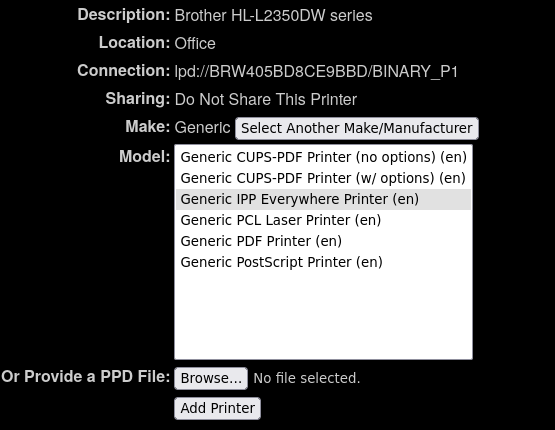 Description: Brother HL-L2350DW series
Location: Office
Connection: lpd://BRW405BD8CE9BBD/BINARY_P1
Sharing: Do Not Share This Printer
Make: Generic Select Another Make/Manufacturer
Model: Generic CUPS-PDF Printer (no options) (en)
Generic CUPS-PDF Printer (w/ options) (en)
Generic IPP Everywhere Printer (en)
Generic PCL Laser Printer (en)
Generic PDF Printer (en)
Generic PostScript Printer (en)
Or Provide a PPD File: Browse... No file selected.
Add Printer